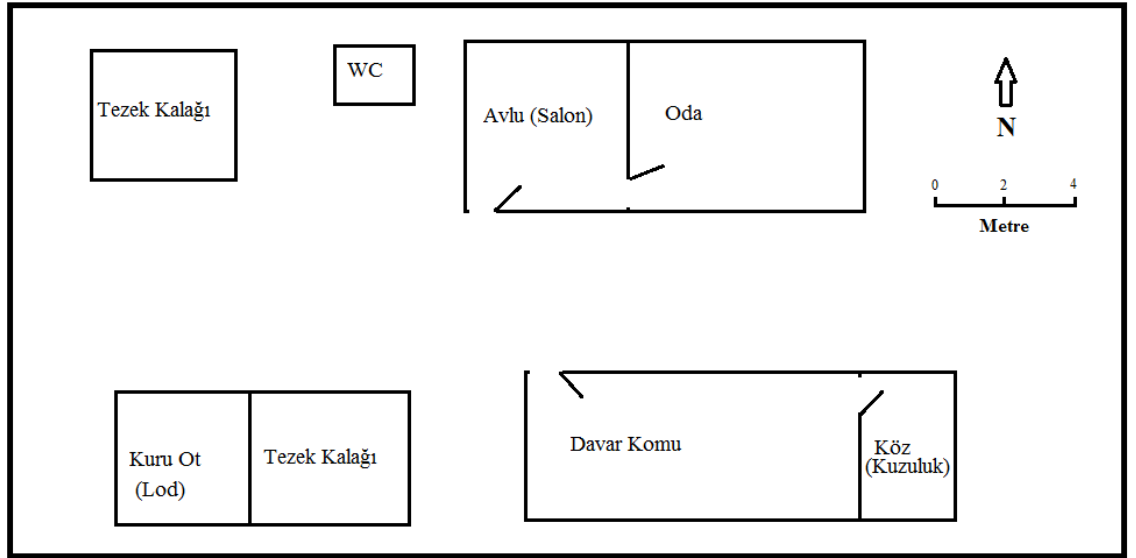 WC
Tezek Kalağı
Avlu (Salon)
Oda
N
0 2 4
Metre
Kuru Ot
(Lod)
Tezek Kalağı
Davar Komu
Köz
(Kuzuluk)